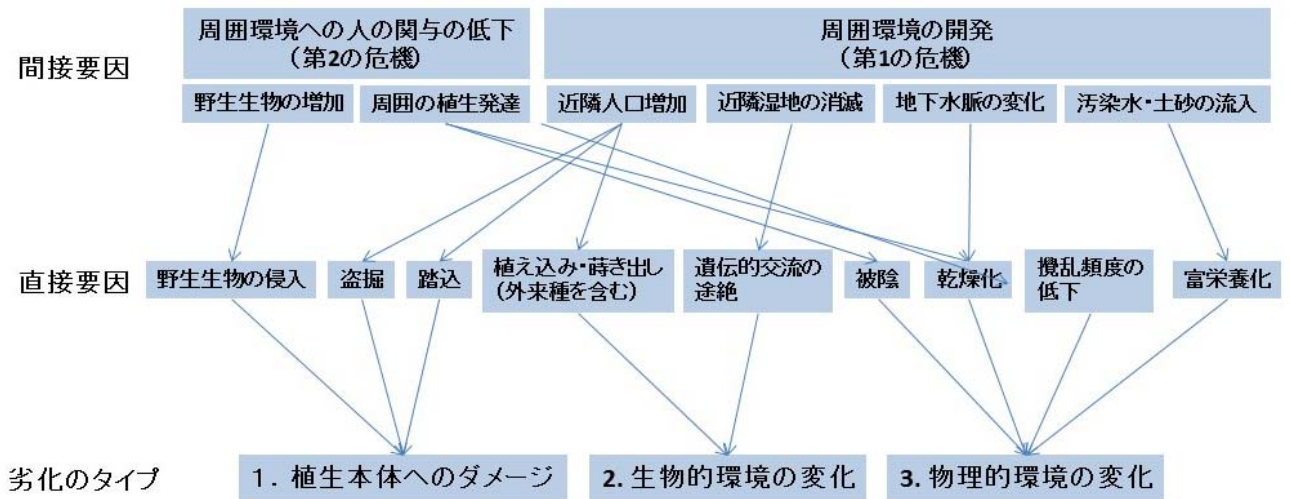 周囲環境への人の関与の低下
(第2の危機)
周囲環境の開発
(第1の危機)
間接要因
野生生物の増加
周囲の植生発達
近隣人口増加
近隣湿地の消滅
地下水脈の変化
汚染水・土砂の流入
直接要因
野生生物の侵入
盗掘
踏込
植え込み・蒔き出し
(外来種を含む)
遺伝的交流の
途絶
被陰
乾燥化
攪乱頻度の
低下
富栄養化
劣化のタイプ
1. 植生本体へのダメージ
2. 生物的環境の変化
3. 物理的環境の変化